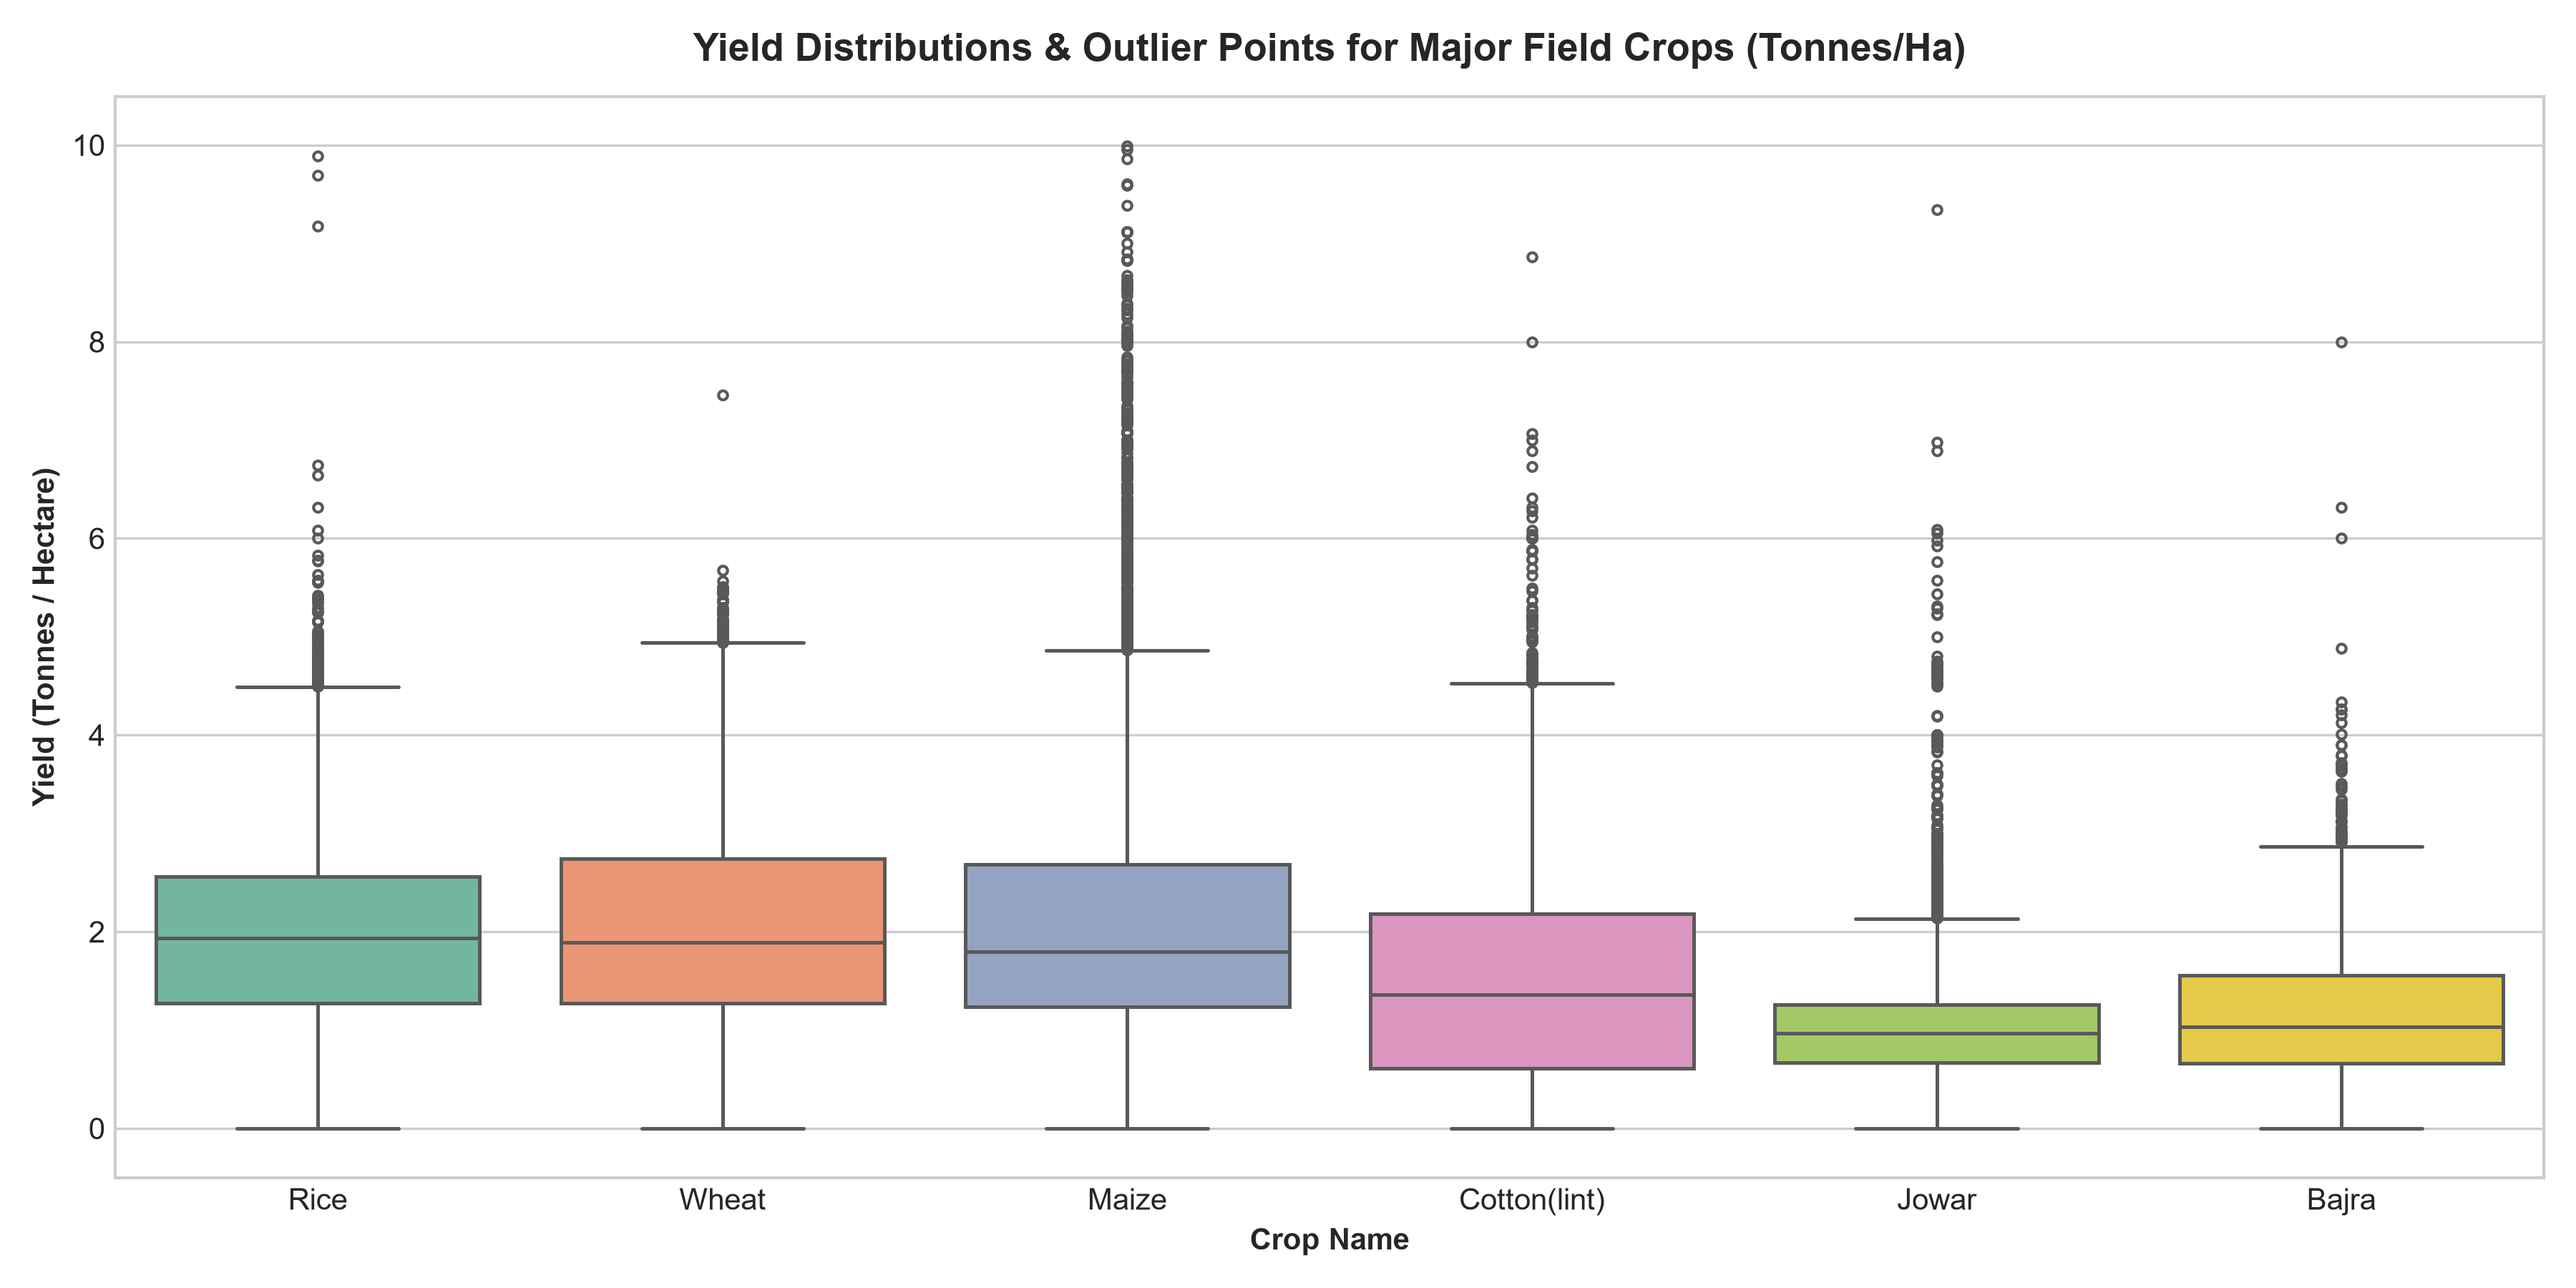 Yield Distributions & Outlier Points for Major Field Crops (Tonnes/Ha)
Yield (Tonnes / Hectare)
10
8
6
4
2
0
Rice Wheat Maize Cotton(lint) Jowar Bajra
Crop Name